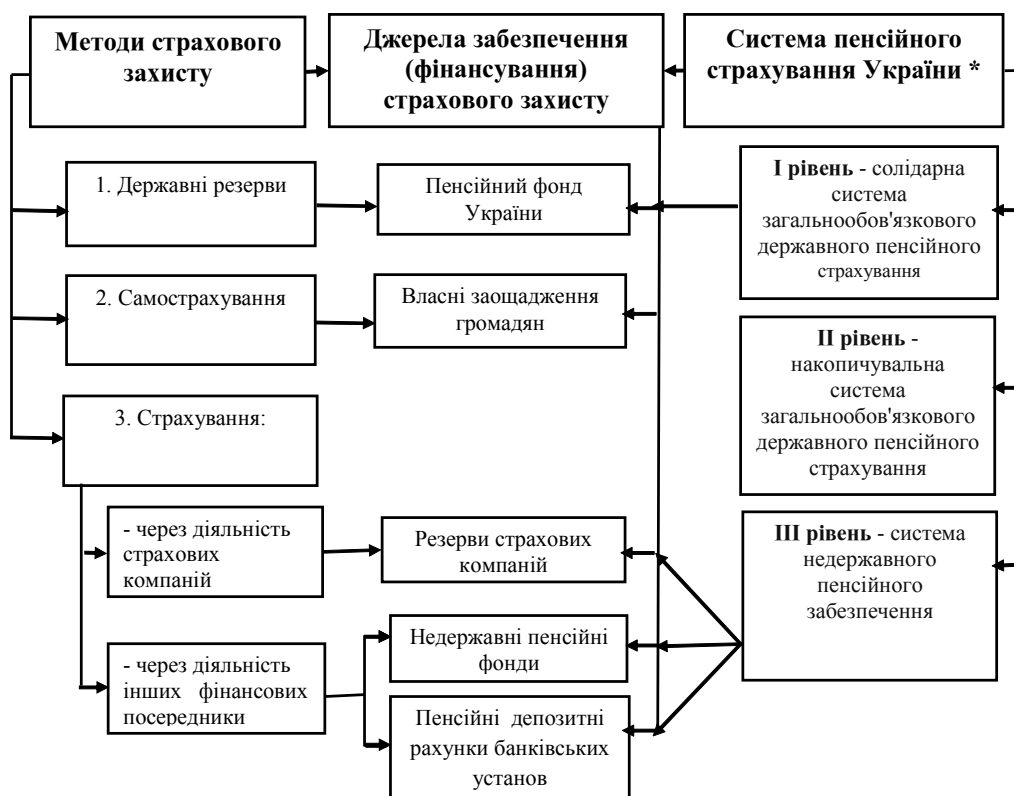 Методи страхового
захисту
Джерела забезпечення
(фінансування)
страхового захисту
Система пенсійного
страхування України *
1. Державні резерви
Пенсійний фонд
України
І рівень - солідарна
система
загальнообов'язкового
державного пенсійного
страхування
2. Самострахування
Власні заощадження
громадян
ІІ рівень -
накопичувальна
система
загальнообов'язкового
державного пенсійного
страхування
3. Страхування:
- через діяльність
страхових
компаній
Резерви страхових
компаній
ІІІ рівень - система
недержавного
пенсійного
забезпечення
- через діяльність
інших фінансових
посередники
Недержавні пенсійні
фонди
Пенсійні депозитні
рахунки банківських
установ